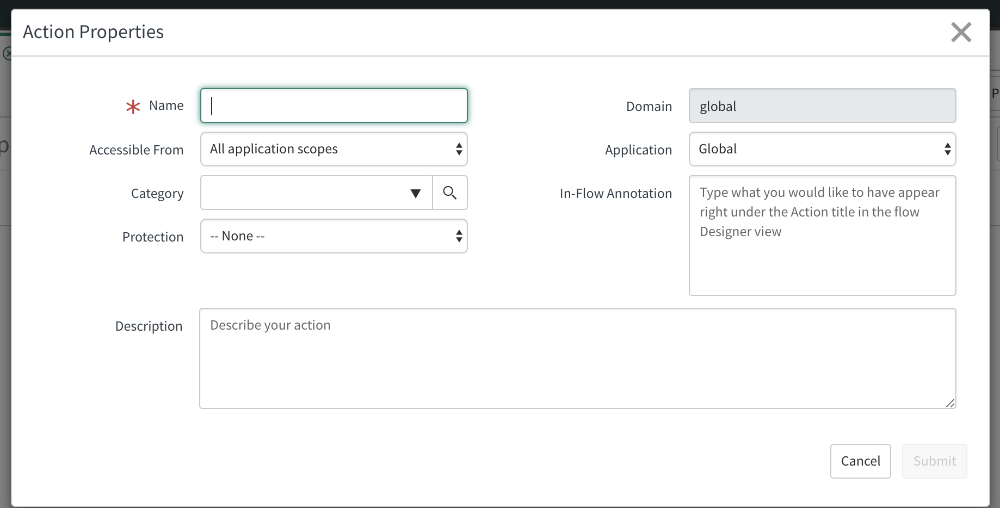 Action Properties
Name
Domain
global
Accessible From
All application scopes
Application
Global
Category
In-Flow Annotation
Type what you would like to have appear
right under the Action title in the flow
Designer view
Protection
-- None --
Description
Describe your action
Cancel
Submit
P
p